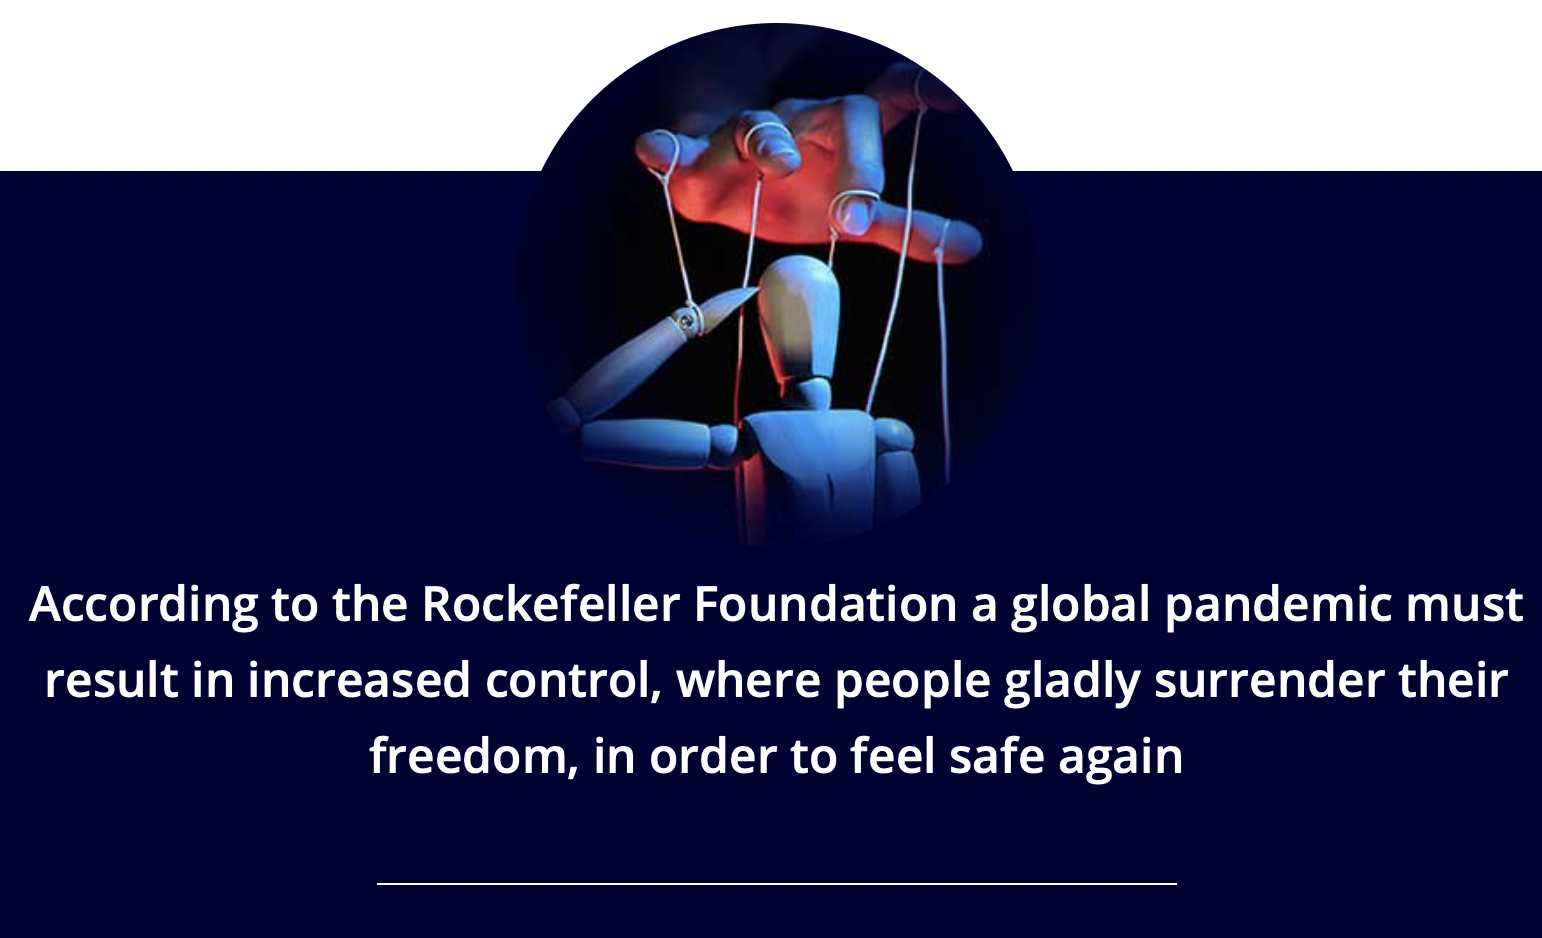 According to the Rockefeller Foundation a global pandemic must
result in increased control, where people gladly surrender their
freedom, in order to feel safe again